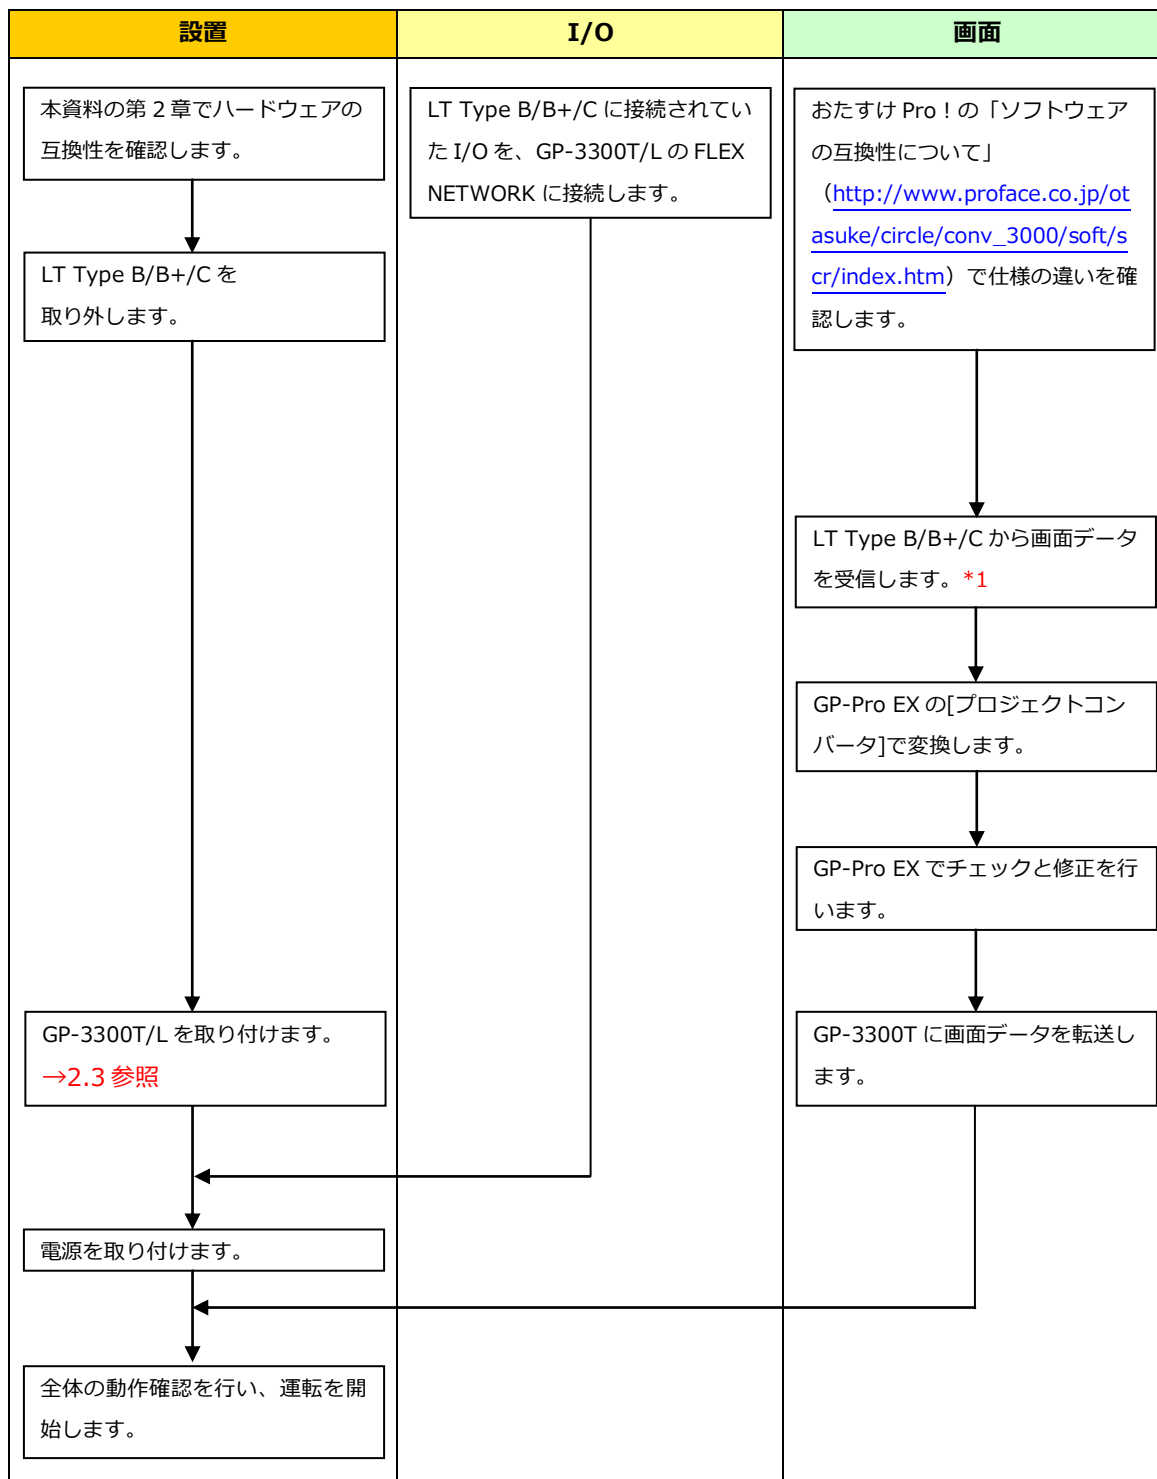 設置
I/O
画面
本資料の第 2 章でハードウェアの
互換性を確認します。
LT Type B/B+/C を
取り外します。
GP-3300T/L を取り付けます。
→2.3 参照
電源を取り付けます。
全体の動作確認を行い、運転を開
始します。
LT Type B/B+/C に接続されてい
た I/O を、GP-3300T/L の FLEX
NETWORK に接続します。
おたすけ Pro！の「ソフトウェア
の互換性について」
（http://www.proface.co.jp/ot
asuke/circle/conv_3000/soft/s
cr/index.htm）で仕様の違いを確
認します。
LT Type B/B+/C から画面データ
を受信します。*1
GP-Pro EX の[プロジェクトコン
バータ]で変換します。
GP-Pro EX でチェックと修正を行
います。
GP-3300T に画面データを転送し
ます。